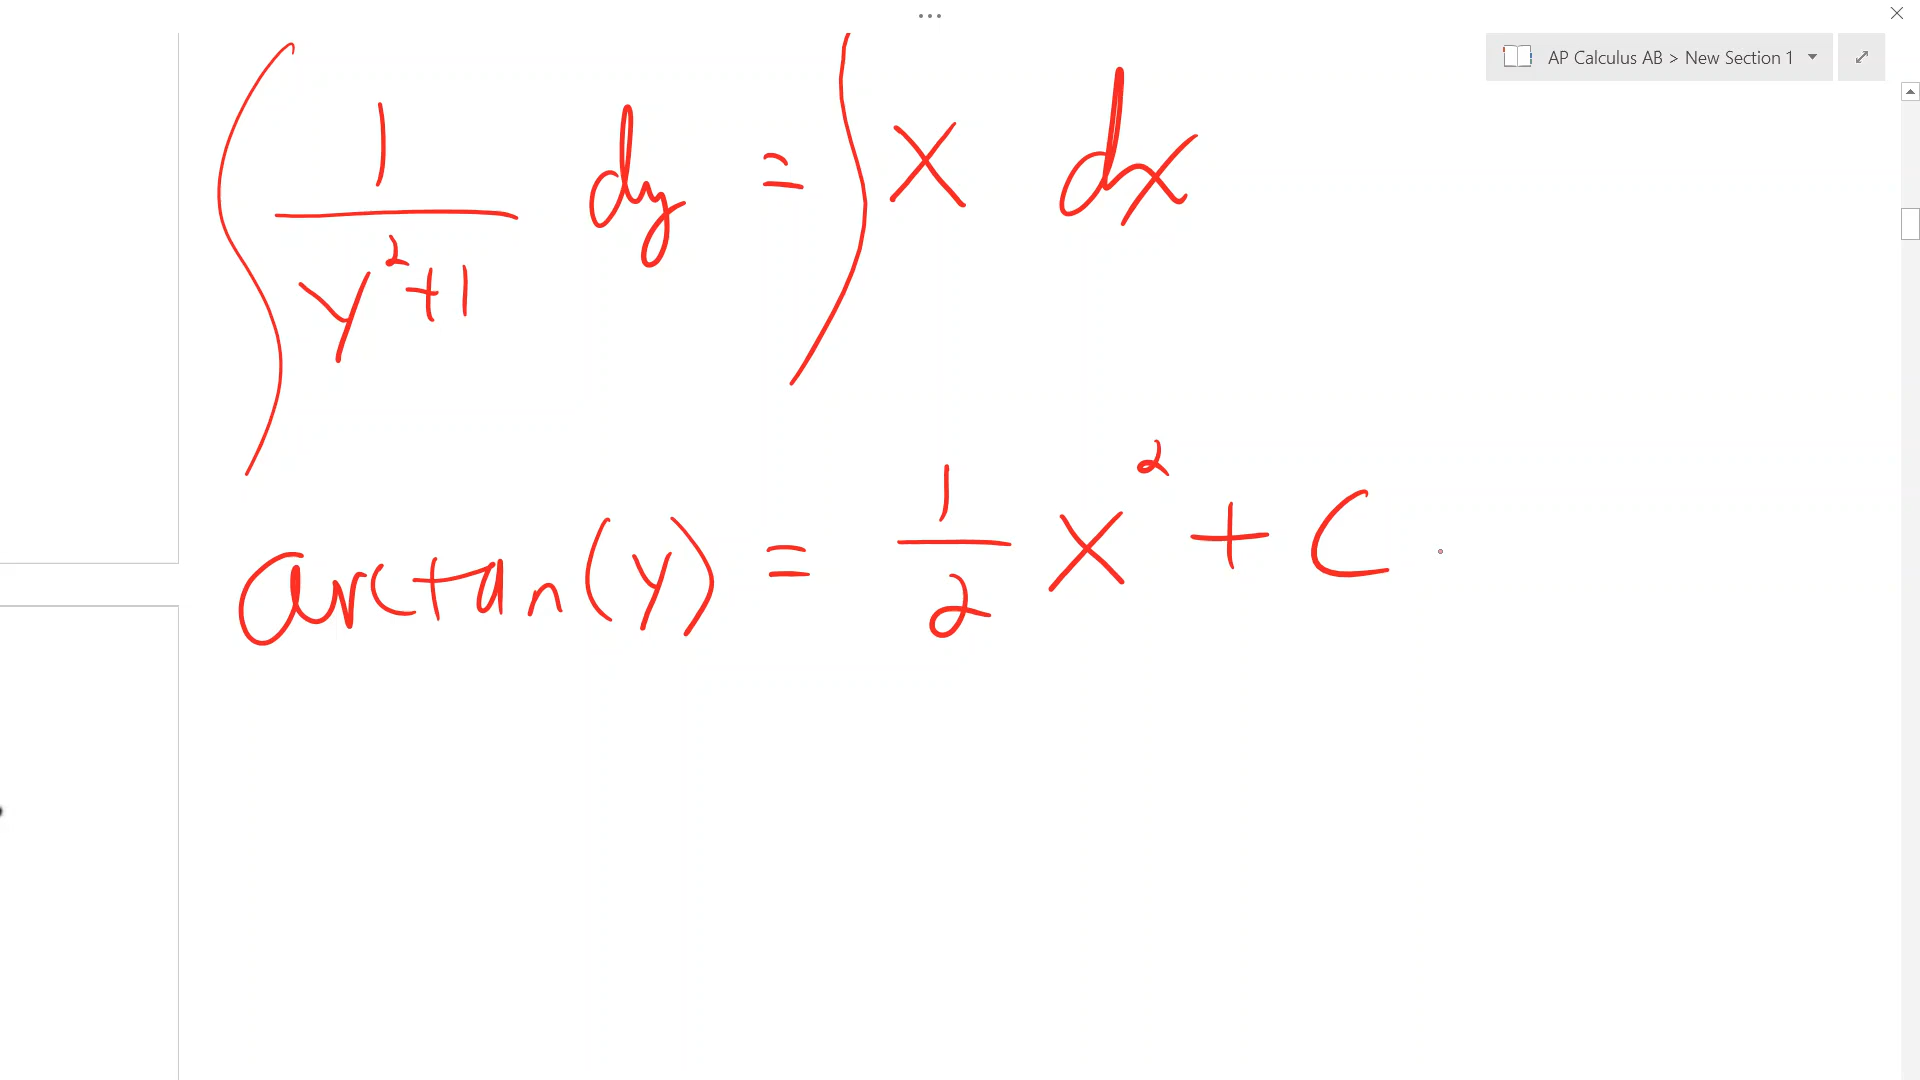 AP Calculus AB > New Section 1
∫ 1/(y²+1) dy = ∫ x dx
arctan(y) = 1/2 x² + C